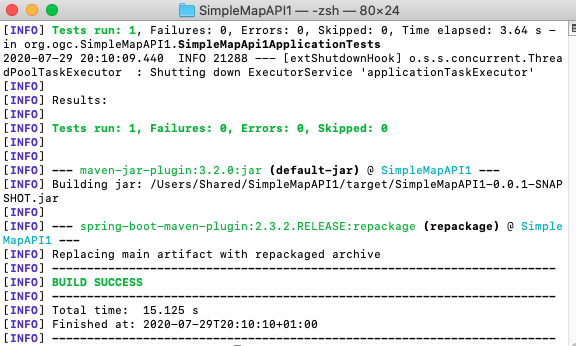 SimpleMapAPI1 — -zsh — 80×24
[INFO] Tests run: 1, Failures: 0, Errors: 0, Skipped: 0, Time elapsed: 3.64 s -
in org.ogc.SimpleMapAPI1.SimpleMapApi1ApplicationTests
2020-07-29 20:10:09.440  INFO 21288 --- [extShutdownHook] o.s.s.concurrent.Threa
dPoolTaskExecutor  : Shutting down ExecutorService 'applicationTaskExecutor'
[INFO]
[INFO] Results:
[INFO]
[INFO] Tests run: 1, Failures: 0, Errors: 0, Skipped: 0
[INFO]
[INFO]
[INFO] --- maven-jar-plugin:3.2.0:jar (default-jar) @ SimpleMapAPI1 ---
[INFO] Building jar: /Users/Shared/SimpleMapAPI1/target/SimpleMapAPI1-0.0.1-SNAP
SHOT.jar
[INFO]
[INFO] --- spring-boot-maven-plugin:2.3.2.RELEASE:repackage (repackage) @ Simple
MapAPI1 ---
[INFO] Replacing main artifact with repackaged archive
[INFO] ------------------------------------------------------------------------
[INFO] BUILD SUCCESS
[INFO] ------------------------------------------------------------------------
[INFO] Total time:  15.125 s
[INFO] Finished at: 2020-07-29T20:10:10+01:00
[INFO] ------------------------------------------------------------------------